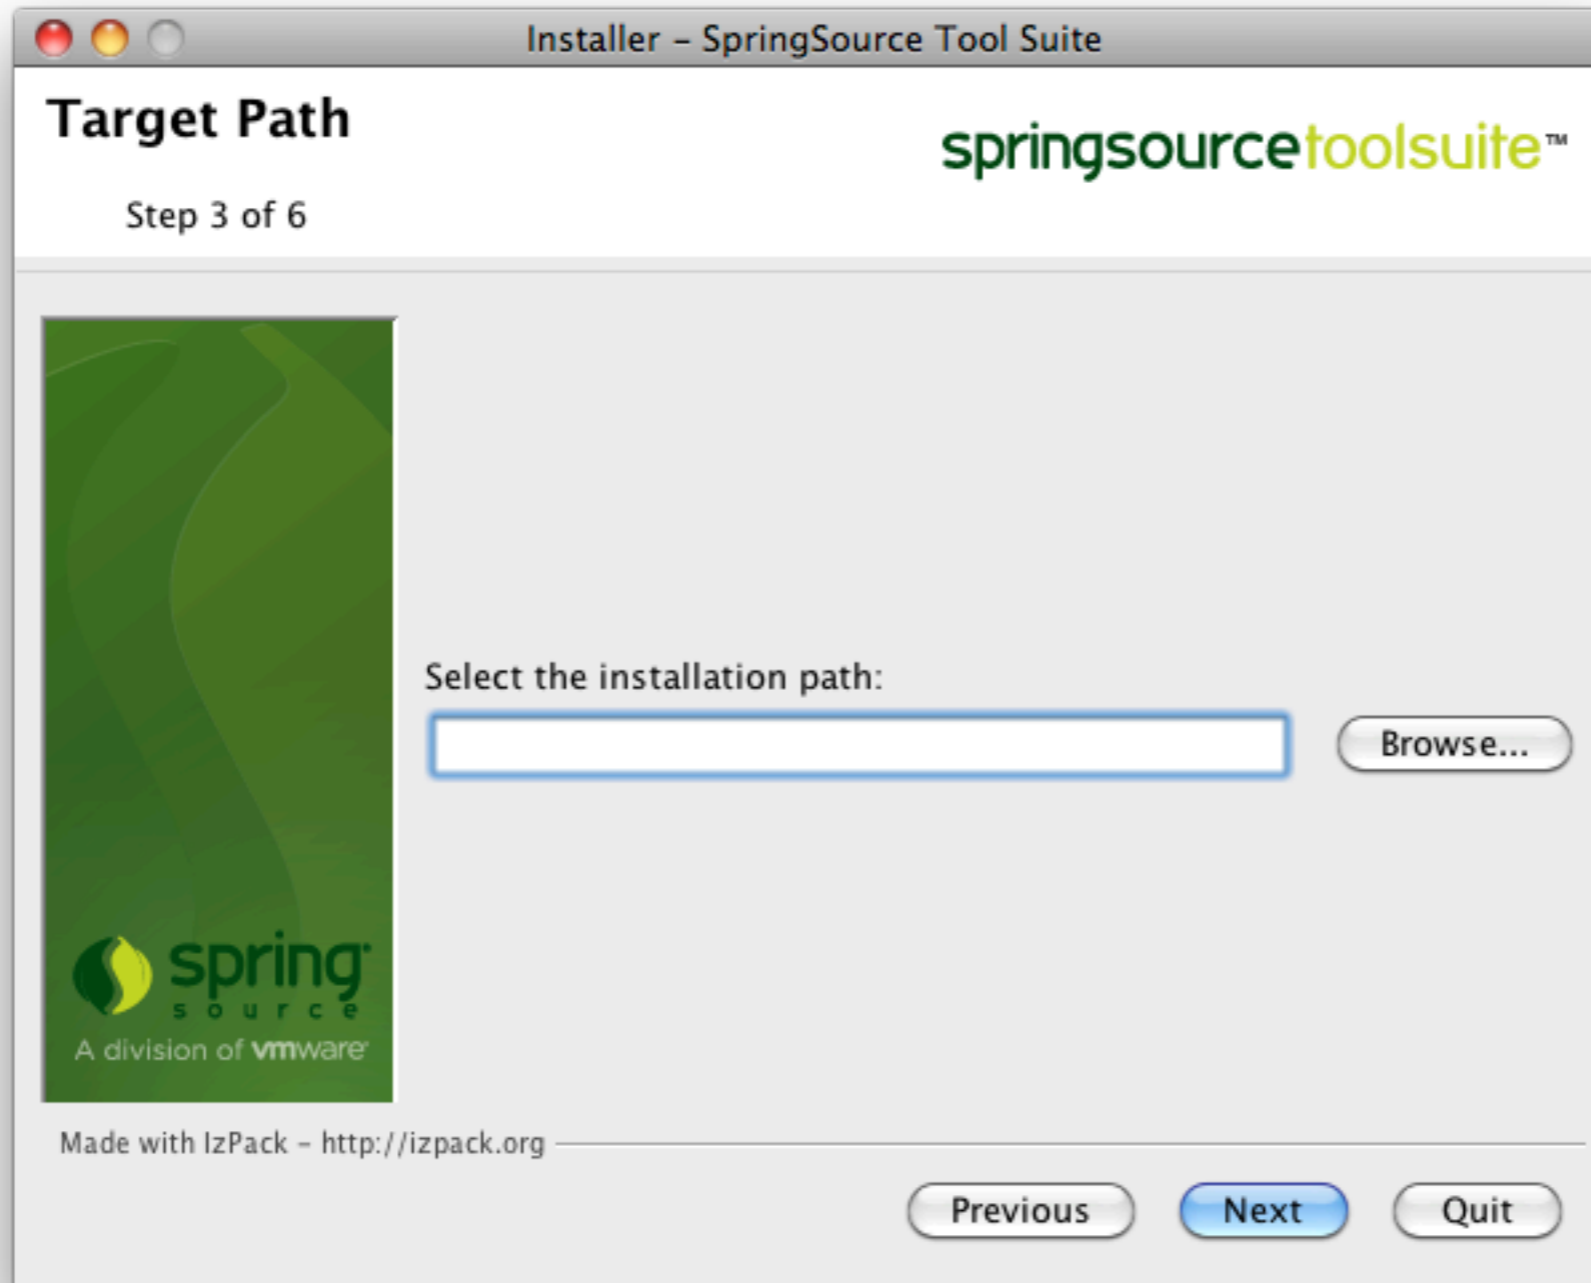 Installer – SpringSource Tool Suite
Target Path
springsourcetoolsuite™
Step 3 of 6
Select the installation path:
Browse...
spring
source
A division of vmware
Made with IzPack – http://izpack.org
Previous Next Quit